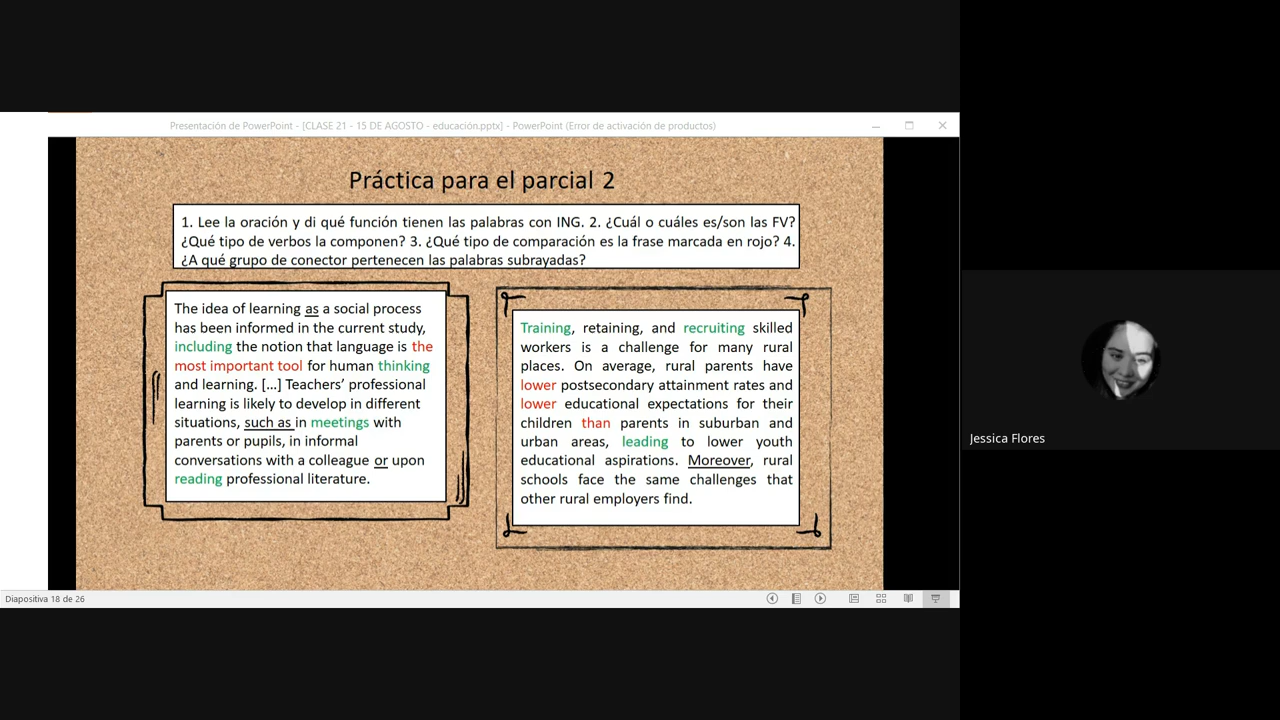 Presentación de PowerPoint - [CLASE 21 - 15 DE AGOSTO - educación.pptx] - PowerPoint (Error de activación de productos)
Práctica para el parcial 2
1. Lee la oración y di qué función tienen las palabras con ING. 2. ¿Cuál o cuáles es/son las FV?
¿Qué tipo de verbos la componen? 3. ¿Qué tipo de comparación es la frase marcada en rojo? 4.
¿A qué grupo de conector pertenecen las palabras subrayadas?
The idea of learning as a social process
has been informed in the current study,
including the notion that language is the
most important tool for human thinking
and learning. [...] Teachers’ professional
learning is likely to develop in different
situations, such as in meetings with
parents or pupils, in informal
conversations with a colleague or upon
reading professional literature.
Training, retaining, and recruiting skilled
workers is a challenge for many rural
places. On average, rural parents have
lower postsecondary attainment rates and
lower educational expectations for their
children than parents in suburban and
urban areas, leading to lower youth
educational aspirations. Moreover, rural
schools face the same challenges that
other rural employers find.
Jessica Flores
Diapositiva 18 de 26